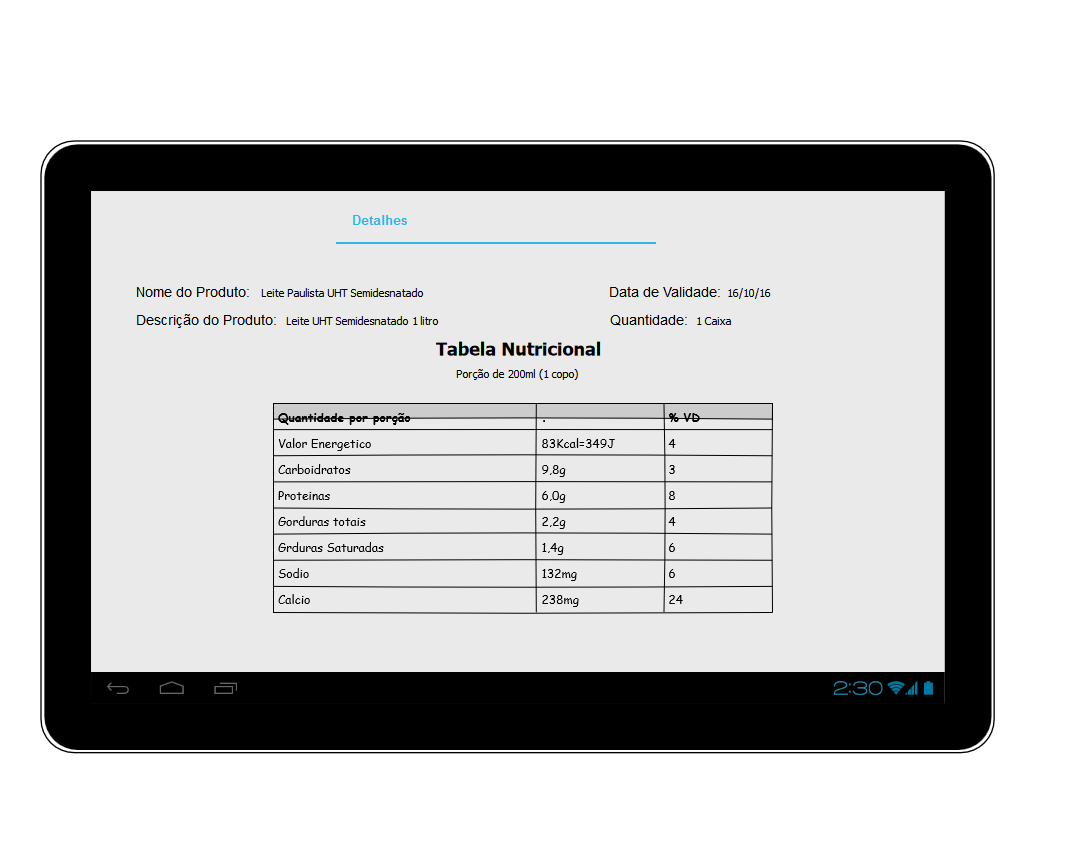 Detalhes
Nome do Produto: Leite Paulista UHT Semidesnatado Data de Validade: 16/10/16
Descrição do Produto: Leite UHT Semidesnatado 1 litro Quantidade: 1 Caixa
Tabela Nutricional
Porção de 200ml (1 copo)
Quantidade por porção . % VD
Valor Energetico 83Kcal=349J 4
Carboidratos 9,8g 3
Proteinas 6,0g 8
Gorduras totais 2,2g 4
Grduras Saturadas 1,4g 6
Sodio 132mg 6
Calcio 238mg 24
2:30